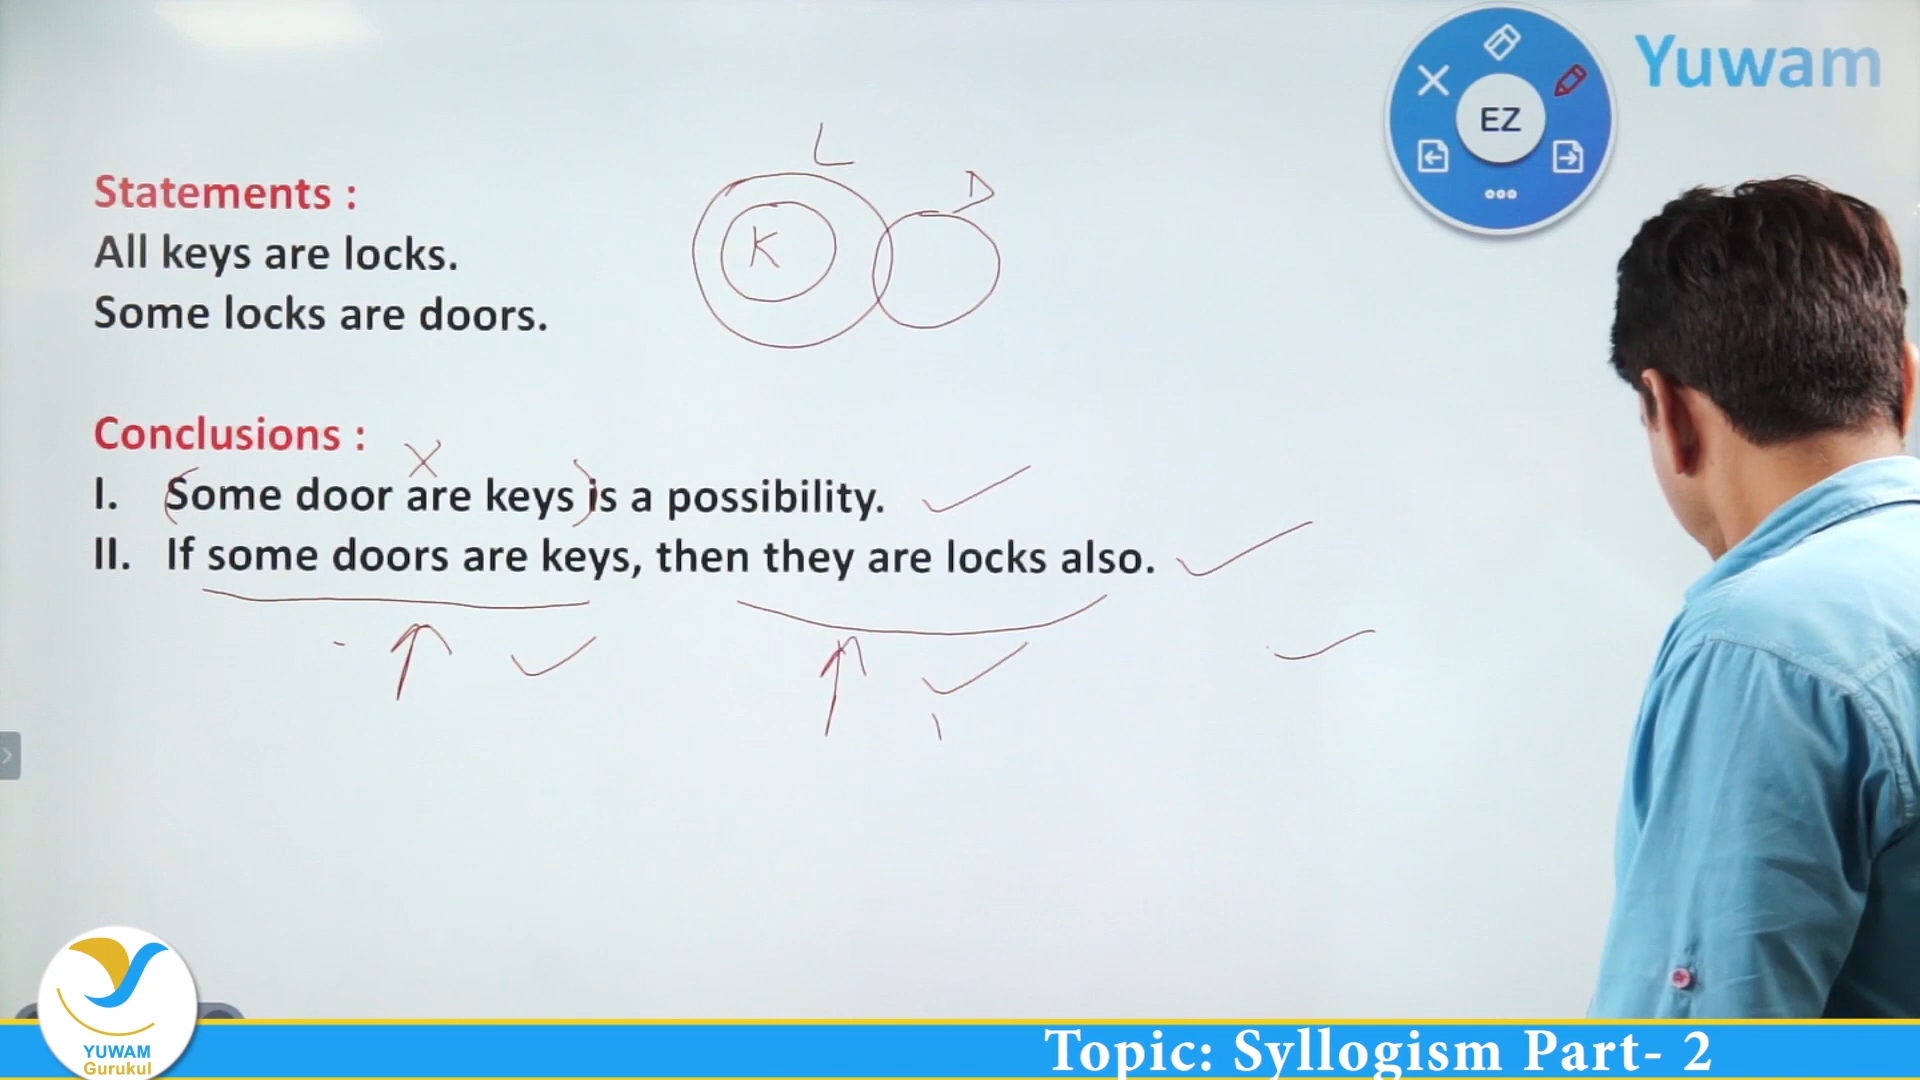 Yuwam
EZ
L
D
K
Statements :
All keys are locks.
Some locks are doors.
Conclusions :
I. (Some door are keys) is a possibility.
II. If some doors are keys, then they are locks also.
YUWAM
Gurukul
Topic: Syllogism Part- 2